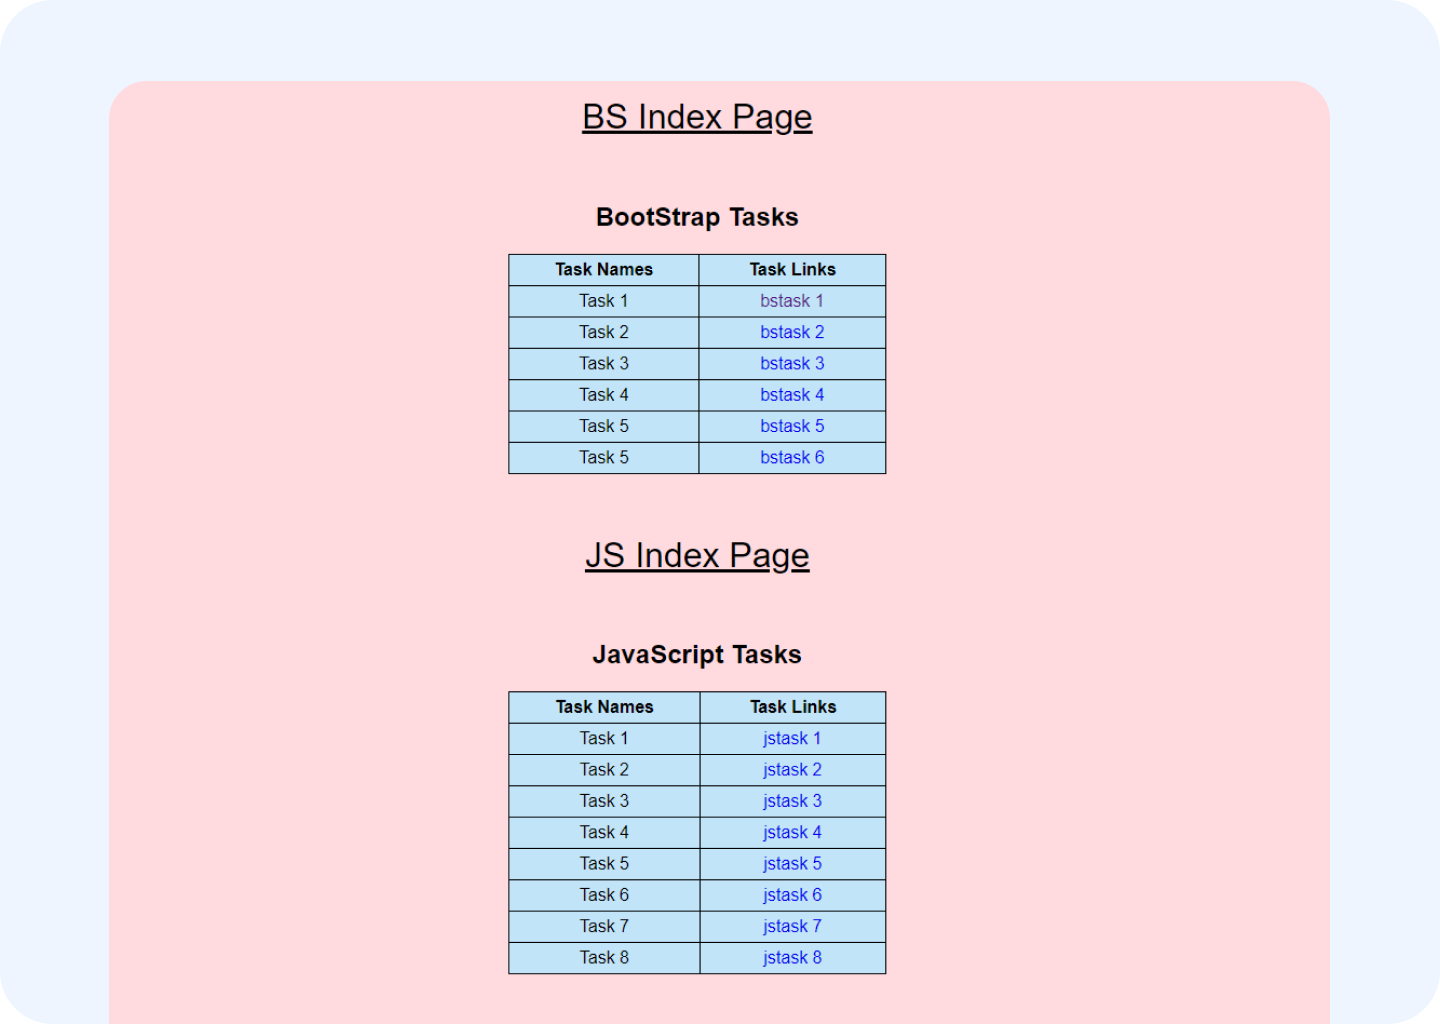 BS Index Page
BootStrap Tasks
Task Names Task Links
Task 1 bstask 1
Task 2 bstask 2
Task 3 bstask 3
Task 4 bstask 4
Task 5 bstask 5
Task 5 bstask 6
JS Index Page
JavaScript Tasks
Task Names Task Links
Task 1 jstask 1
Task 2 jstask 2
Task 3 jstask 3
Task 4 jstask 4
Task 5 jstask 5
Task 6 jstask 6
Task 7 jstask 7
Task 8 jstask 8